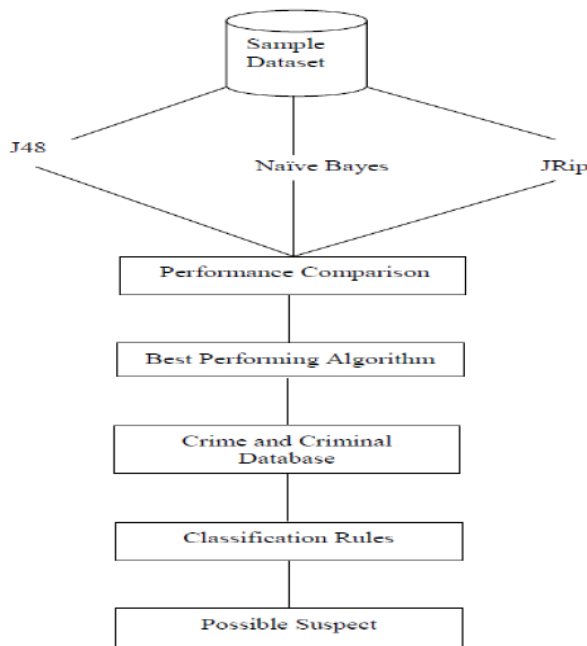 Sample
Dataset
J48
Naïve Bayes
JRip
Performance Comparison
Best Performing Algorithm
Crime and Criminal
Database
Classification Rules
Possible Suspect